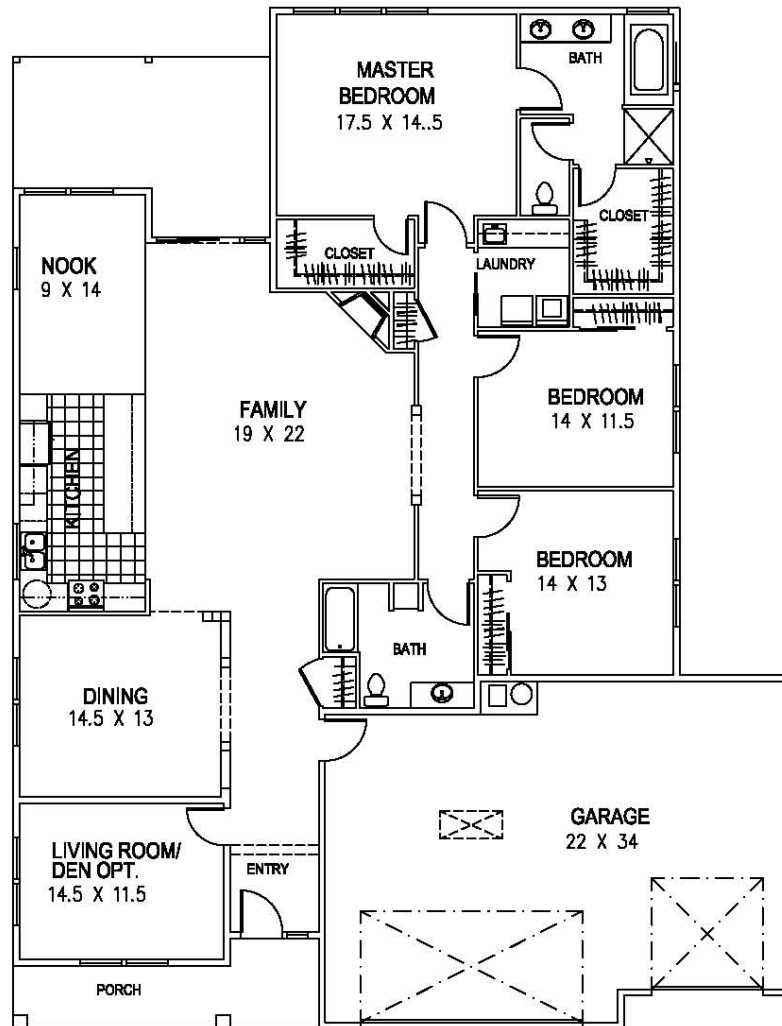 MASTER
BEDROOM
17.5 X 14..5
BATH
CLOSET
CLOSET
LAUNDRY
NOOK
9 X 14
FAMILY
19 X 22
BEDROOM
14 X 11.5
KITCHEN
BEDROOM
14 X 13
BATH
DINING
14.5 X 13
GARAGE
22 X 34
LIVING ROOM/
DEN OPT.
14.5 X 11.5
ENTRY
PORCH